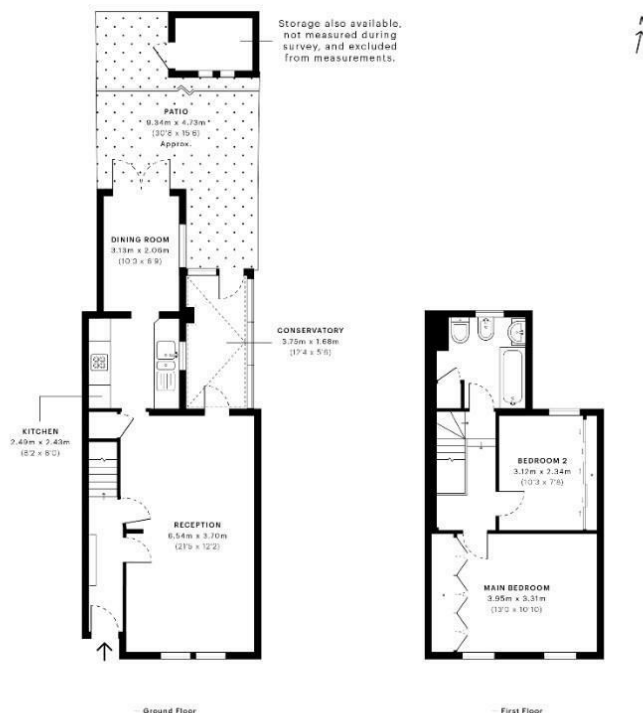 Storage also available,
not measured during
survey, and excluded
from measurements.
N
PATIO
9.34m x 4.73m
(30'8 x 15'6)
Approx.
DINING ROOM
3.13m x 2.06m
(10'3 x 6'9)
CONSERVATORY
3.75m x 1.68m
(12'4 x 5'6)
KITCHEN
2.49m x 2.43m
(8'2 x 8'0)
RECEPTION
6.54m x 3.70m
(21'5 x 12'2)
BEDROOM 2
3.12m x 2.34m
(10'3 x 7'8)
MAIN BEDROOM
3.95m x 3.31m
(13'0 x 10'10)
Ground Floor
First Floor